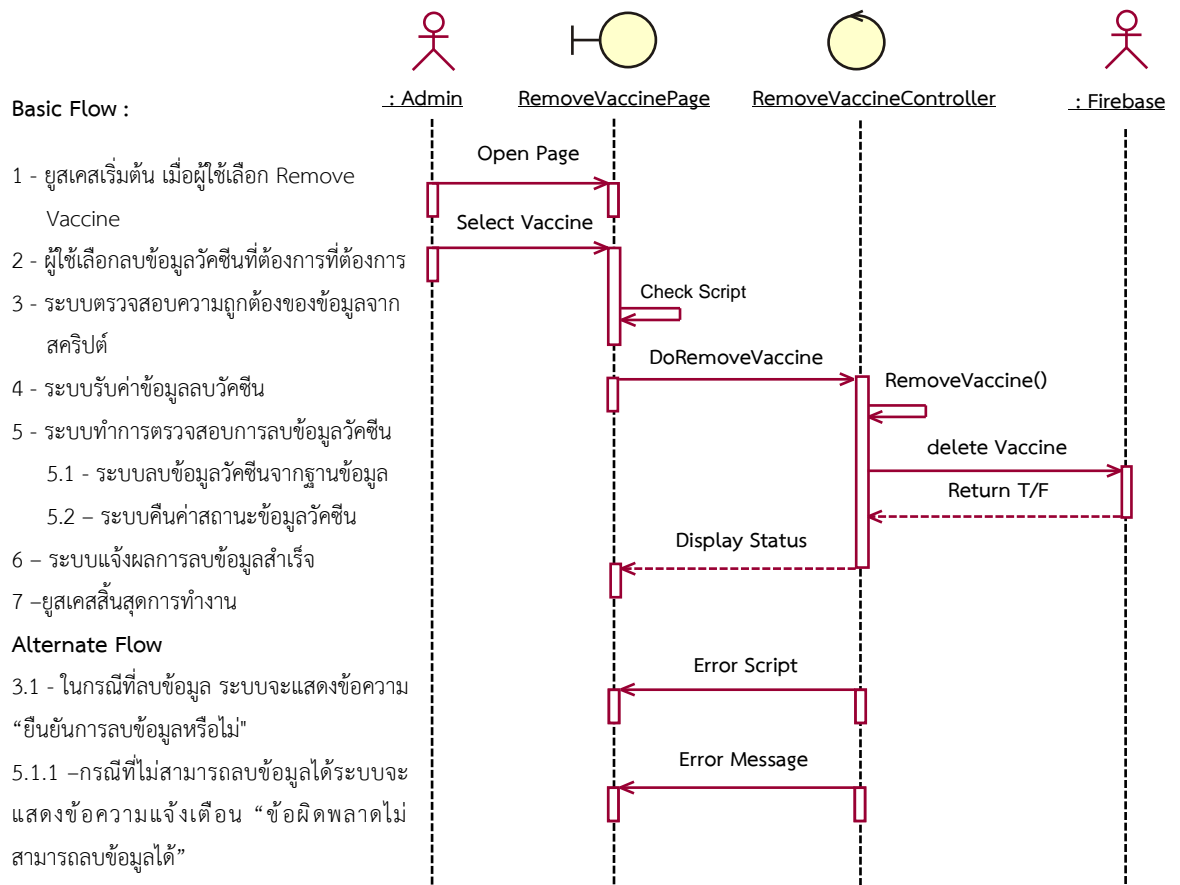 : Admin
RemoveVaccinePage
RemoveVaccineController
: Firebase
Basic Flow :
1 - ยูสเคสเริ่มต้น เมื่อผู้ใช้เลือก Remove
Vaccine
2 - ผู้ใช้เลือกลบข้อมูลวัคซีนที่ต้องการที่ต้องการ
3 - ระบบตรวจสอบความถูกต้องของข้อมูลจาก
สคริปต์
4 - ระบบรับค่าข้อมูลลบวัคซีน
5 - ระบบทำการตรวจสอบการลบข้อมูลวัคซีน
5.1 - ระบบลบข้อมูลวัคซีนจากฐานข้อมูล
5.2 – ระบบคืนค่าสถานะข้อมูลวัคซีน
6 – ระบบแจ้งผลการลบข้อมูลสำเร็จ
7 –ยูสเคสสิ้นสุดการทำงาน
Alternate Flow
3.1 - ในกรณีที่ลบข้อมูล ระบบจะแสดงข้อความ
“ยืนยันการลบข้อมูลหรือไม่"
5.1.1 –กรณีที่ไม่สามารถลบข้อมูลได้ระบบจะ
แสดงข้อความแจ้งเตือน “ข้อผิดพลาดไม่
สามารถลบข้อมูลได้”
Open Page
Select Vaccine
Check Script
DoRemoveVaccine
RemoveVaccine()
delete Vaccine
Return T/F
Display Status
Error Script
Error Message